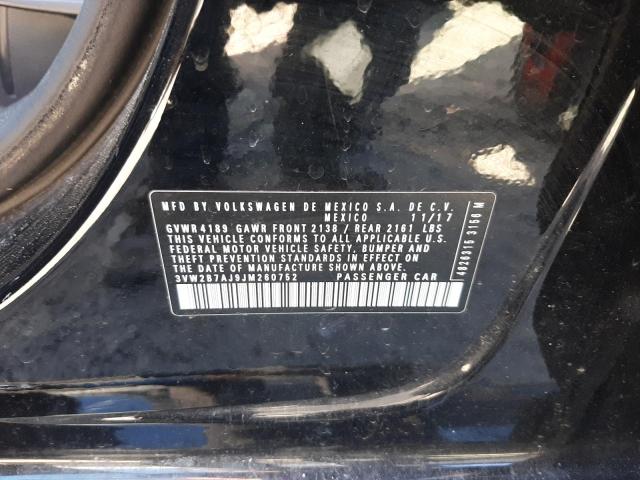 MFD BY VOLKSWAGEN DE MEXICO S.A. DE C.V.
MEXICO 11/17
GVWR 4189 GAWR FRONT 2138 / REAR 2161 LBS
THIS VEHICLE CONFORMS TO ALL APPLICABLE U.S.
FEDERAL MOTOR VEHICLE SAFETY, BUMPER AND
THEFT PREVENTION STANDARDS IN EFFECT ON
THE DATE OF MANUFACTURE SHOWN ABOVE
3VW2B7AJ9JM260752 PASSENGER CAR
4026315 3156 M